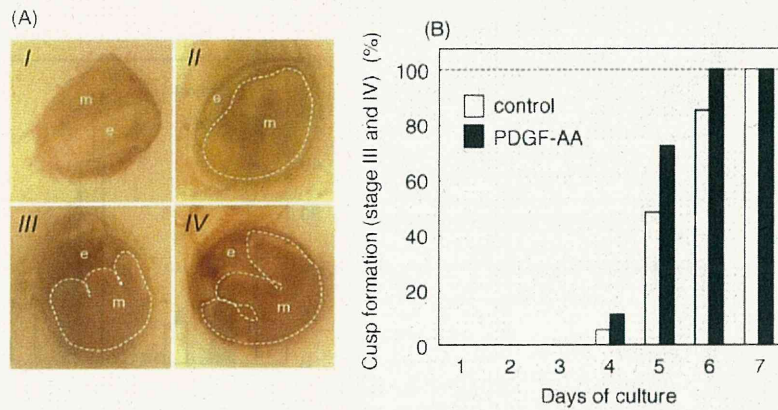 (A)
I
m
e
II
e
m
III
e
m
IV
e
m
(B)
Cusp formation (stage III and IV) (%)
100
80
60
40
20
0
control
PDGF-AA
1 2 3 4 5 6 7
Days of culture